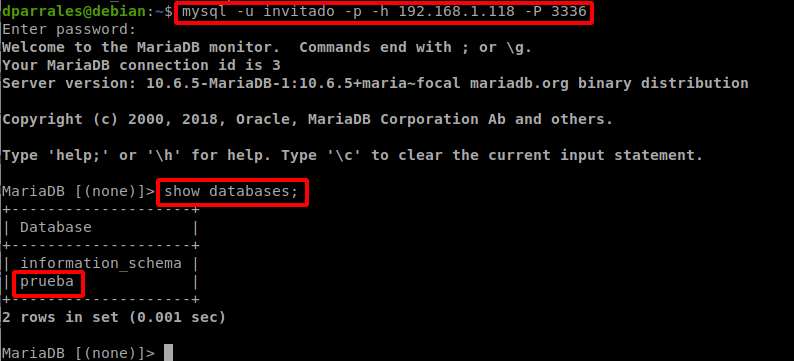 dparrales@debian:~$ mysql -u invitado -p -h 192.168.1.118 -P 3336
Enter password:
Welcome to the MariaDB monitor.  Commands end with ; or \g.
Your MariaDB connection id is 3
Server version: 10.6.5-MariaDB-1:10.6.5+maria~focal mariadb.org binary distribution
Copyright (c) 2000, 2018, Oracle, MariaDB Corporation Ab and others.
Type 'help;' or '\h' for help. Type '\c' to clear the current input statement.
MariaDB [(none)]> show databases;
+--------------------+
| Database           |
+--------------------+
| information_schema |
| prueba             |
+--------------------+
2 rows in set (0.001 sec)
MariaDB [(none)]>